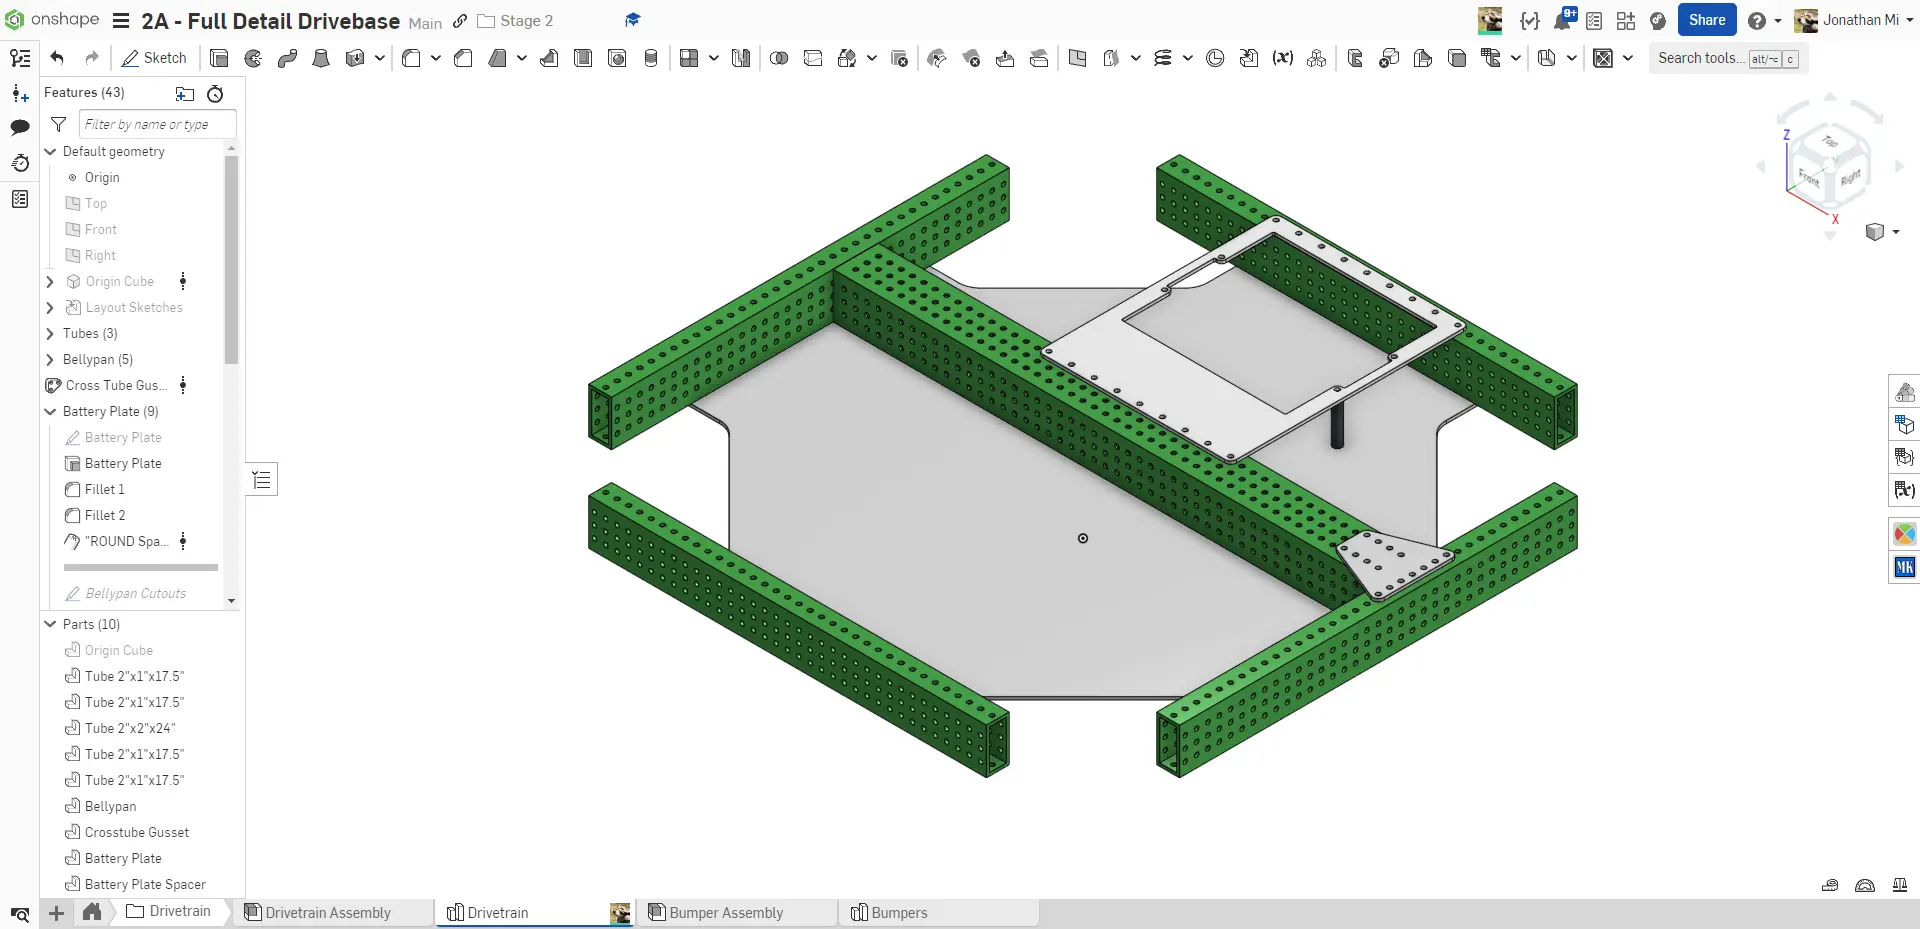 onshape 2A - Full Detail Drivebase Main Stage 2 9+ Share Jonathan Mi
Sketch Search tools... alt/⌥ c
Features (43)
Filter by name or type
Default geometry
Origin
Top
Front
Right
Origin Cube
Layout Sketches
Tubes (3)
Bellypan (5)
Cross Tube Gus...
Battery Plate (9)
Battery Plate
Battery Plate
Fillet 1
Fillet 2
"ROUND Spa...
Bellypan Cutouts
Parts (10)
Origin Cube
Tube 2"x1"x17.5"
Tube 2"x1"x17.5"
Tube 2"x2"x24"
Tube 2"x1"x17.5"
Tube 2"x1"x17.5"
Bellypan
Crosstube Gusset
Battery Plate
Battery Plate Spacer
Z
Top
Front
Right
X
MK
Drivetrain Drivetrain Assembly Drivetrain Bumper Assembly Bumpers